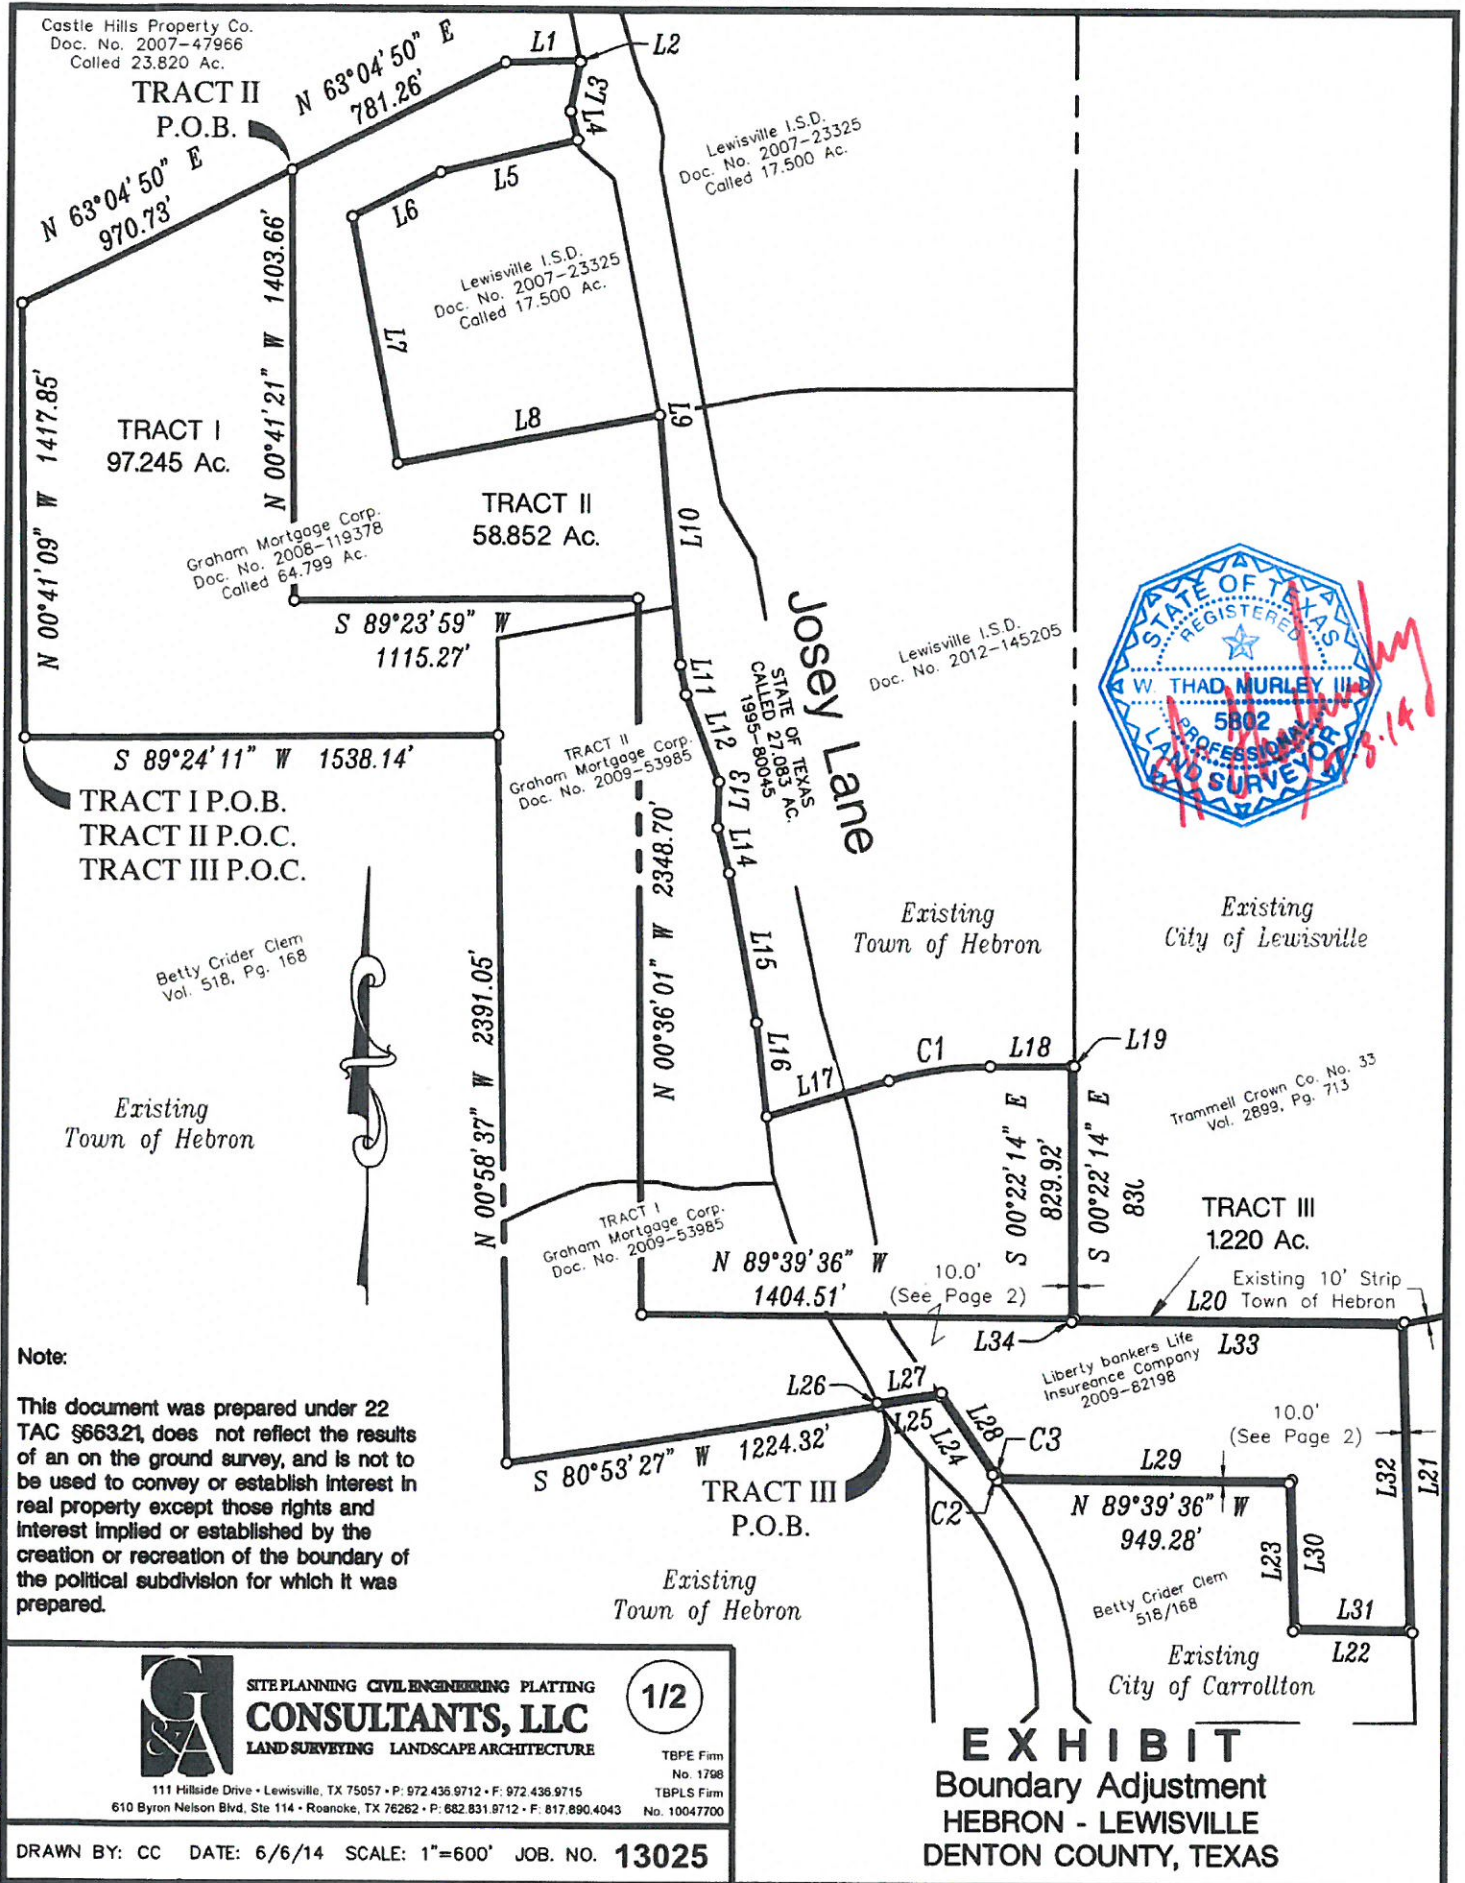 Castle Hills Property Co.
Doc. No. 2007-47966
Called 23.820 Ac.
TRACT II
P.O.B.
N 63°04'50" E
781.26'
L1
L2
L3
L4
L5
L6
L7
Lewisville I.S.D.
Doc. No. 2007-23325
Called 17.500 Ac.
N 63°04'50" E
970.73'
N 00°41'21" W 1403.66'
Lewisville I.S.D.
Doc. No. 2007-23325
Called 17.500 Ac.
N 00°41'09" W 1417.85'
TRACT I
97.245 Ac.
L8
L9
L10
TRACT II
58.852 Ac.
Graham Mortgage Corp.
Doc. No. 2008-119378
Called 64.799 Ac.
S 89°23'59" W
1115.27'
Josey Lane
STATE OF TEXAS
CALLED 27.083 AC.
1995-80045
Lewisville I.S.D.
Doc. No. 2012-145205
STATE OF TEXAS
REGISTERED
W. THAD MURLEY III
5802
PROFESSIONAL
LAND SURVEYOR
S 89°24'11" W 1538.14'
TRACT I P.O.B.
TRACT II P.O.C.
TRACT III P.O.C.
TRACT II
Graham Mortgage Corp.
Doc. No. 2009-53985
L11
L12
L13
L14
L15
L16
L17
C1
L18
L19
N 00°36'01" W 2348.70'
Existing
Town of Hebron
Existing
City of Lewisville
Betty Crider Clem
Vol. 518, Pg. 168
N 00°58'37" W 2391.05'
Existing
Town of Hebron
Trammell Crown Co. No. 33
Vol. 2899, Pg. 713
S 00°22'14" E
829.92'
S 00°22'14" E
TRACT III
1.220 Ac.
TRACT I
Graham Mortgage Corp.
Doc. No. 2009-53985
N 89°39'36" W
1404.51'
10.0'
(See Page 2)
L20
Existing 10' Strip
Town of Hebron
L34
L33
Liberty bankers Life
Insureance Company
2009-82198
Note:
This document was prepared under 22
TAC §663.21, does not reflect the results
of an on the ground survey, and is not to
be used to convey or establish interest in
real property except those rights and
interest implied or established by the
creation or recreation of the boundary of
the political subdivision for which it was
prepared.
L26
L27
L25
L28
L24
C3
C2
S 80°53'27" W 1224.32'
TRACT III
P.O.B.
10.0'
(See Page 2)
L29
L32
L21
N 89°39'36" W
949.28'
L23
L30
L31
L22
Betty Crider Clem
518/168
Existing
Town of Hebron
Existing
City of Carrollton
G&A
SITE PLANNING CIVIL ENGINEERING PLATTING
CONSULTANTS, LLC
LAND SURVEYING LANDSCAPE ARCHITECTURE
1/2
TBPE Firm
No. 1798
TBPLS Firm
No. 10047700
111 Hillside Drive • Lewisville, TX 75057 • P: 972.436.9712 • F: 972.436.9715
610 Byron Nelson Blvd, Ste 114 • Roanoke, TX 76262 • P: 682.831.9712 • F: 817.890.4043
DRAWN BY: CC DATE: 6/6/14 SCALE: 1"=600' JOB. NO. 13025
EXHIBIT
Boundary Adjustment
HEBRON - LEWISVILLE
DENTON COUNTY, TEXAS